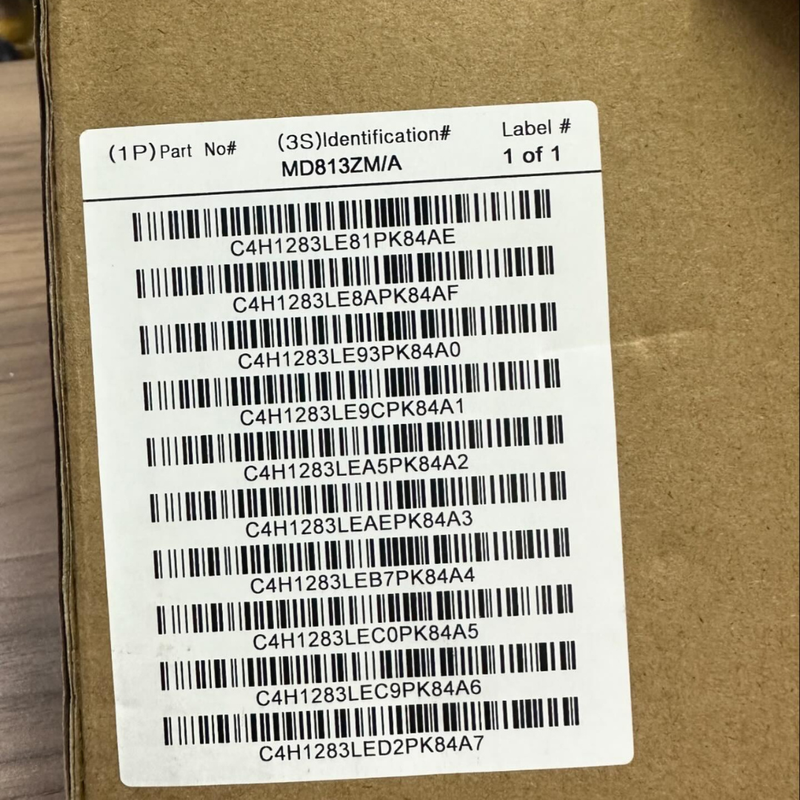 (1P)Part No# (3S)Identification# Label #
MD813ZM/A 1 of 1
C4H1283LE81PK84AE
C4H1283LE8APK84AF
C4H1283LE93PK84A0
C4H1283LE9CPK84A1
C4H1283LEA5PK84A2
C4H1283LEAEPK84A3
C4H1283LEB7PK84A4
C4H1283LEC0PK84A5
C4H1283LEC9PK84A6
C4H1283LED2PK84A7